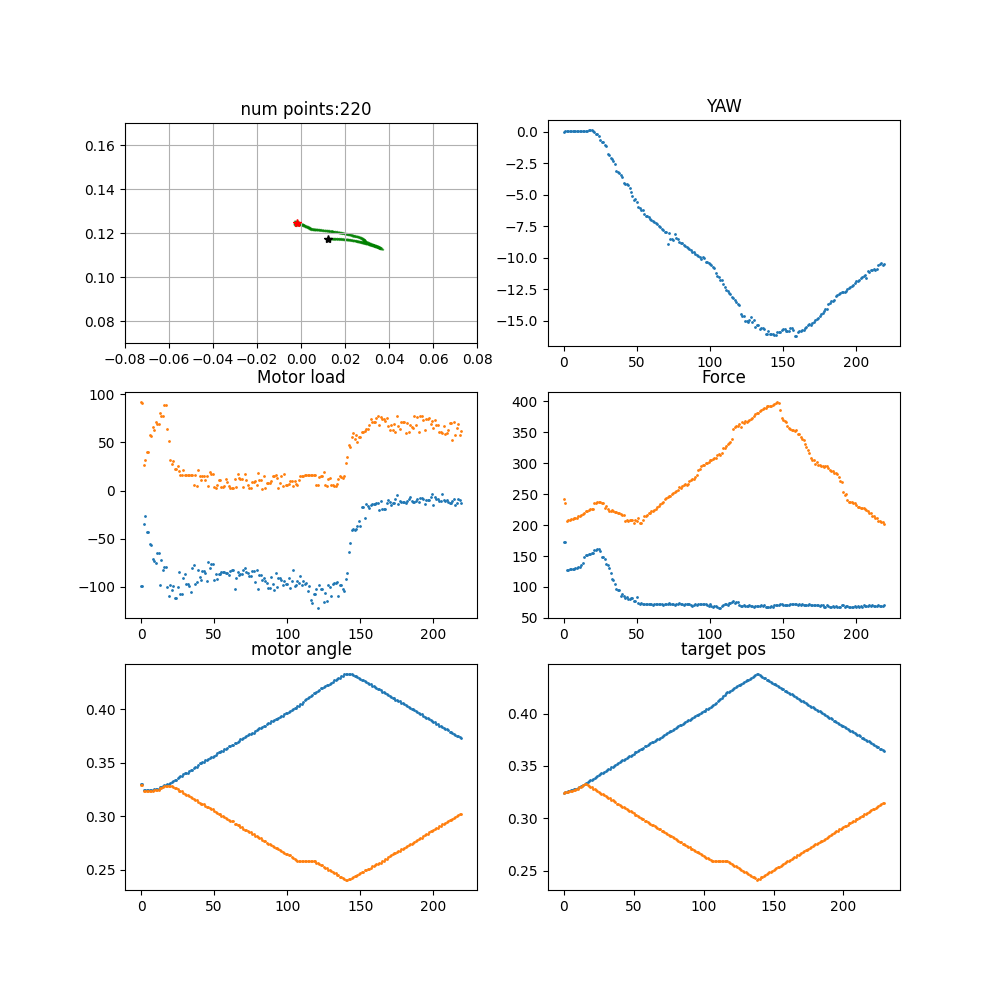 num points:220
0.16
0.14
0.12
0.10
0.08
−0.08 −0.06 −0.04 −0.02 0.00 0.02 0.04 0.06 0.08
YAW
0.0
−2.5
−5.0
−7.5
−10.0
−12.5
−15.0
0 50 100 150 200
Motor load
100
50
0
−50
−100
0 50 100 150 200
Force
400
350
300
250
200
150
100
50
0 50 100 150 200
motor angle
0.40
0.35
0.30
0.25
0 50 100 150 200
target pos
0.40
0.35
0.30
0.25
0 50 100 150 200